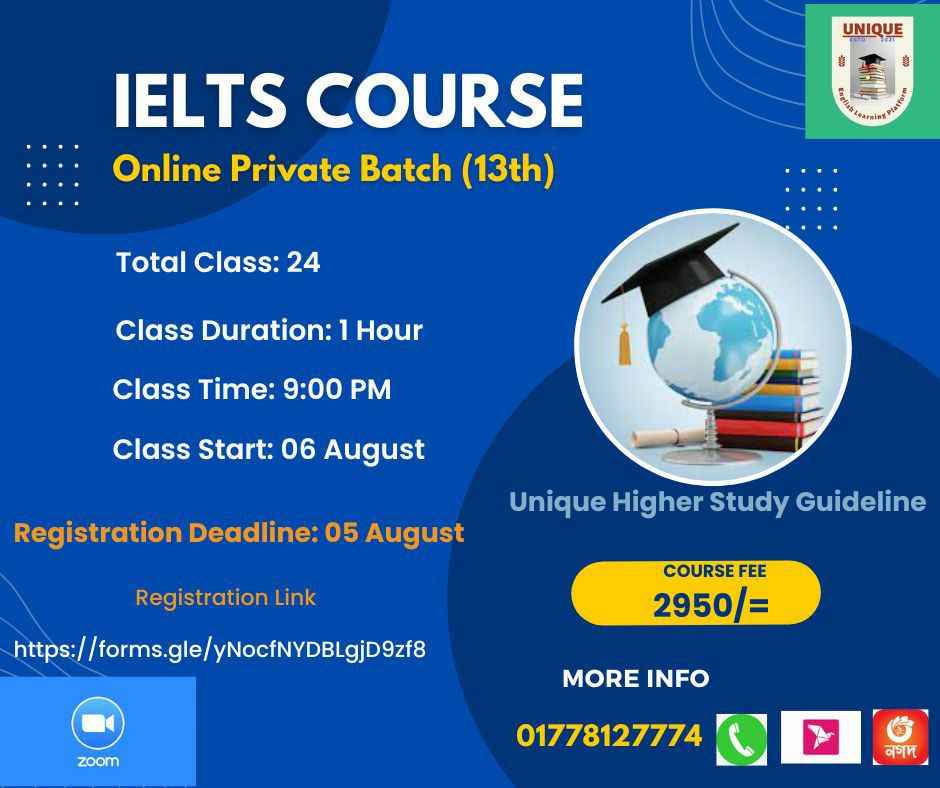 UNIQUE
ESTD 2021
English Learning Platform
IELTS COURSE
Online Private Batch (13th)
Total Class: 24
Class Duration: 1 Hour
Class Time: 9:00 PM
Class Start: 06 August
Unique Higher Study Guideline
Registration Deadline: 05 August
COURSE FEE
2950/=
Registration Link
https://forms.gle/yNocfNYDBLgjD9zf8
MORE INFO
01778127774
নগদ
zoom